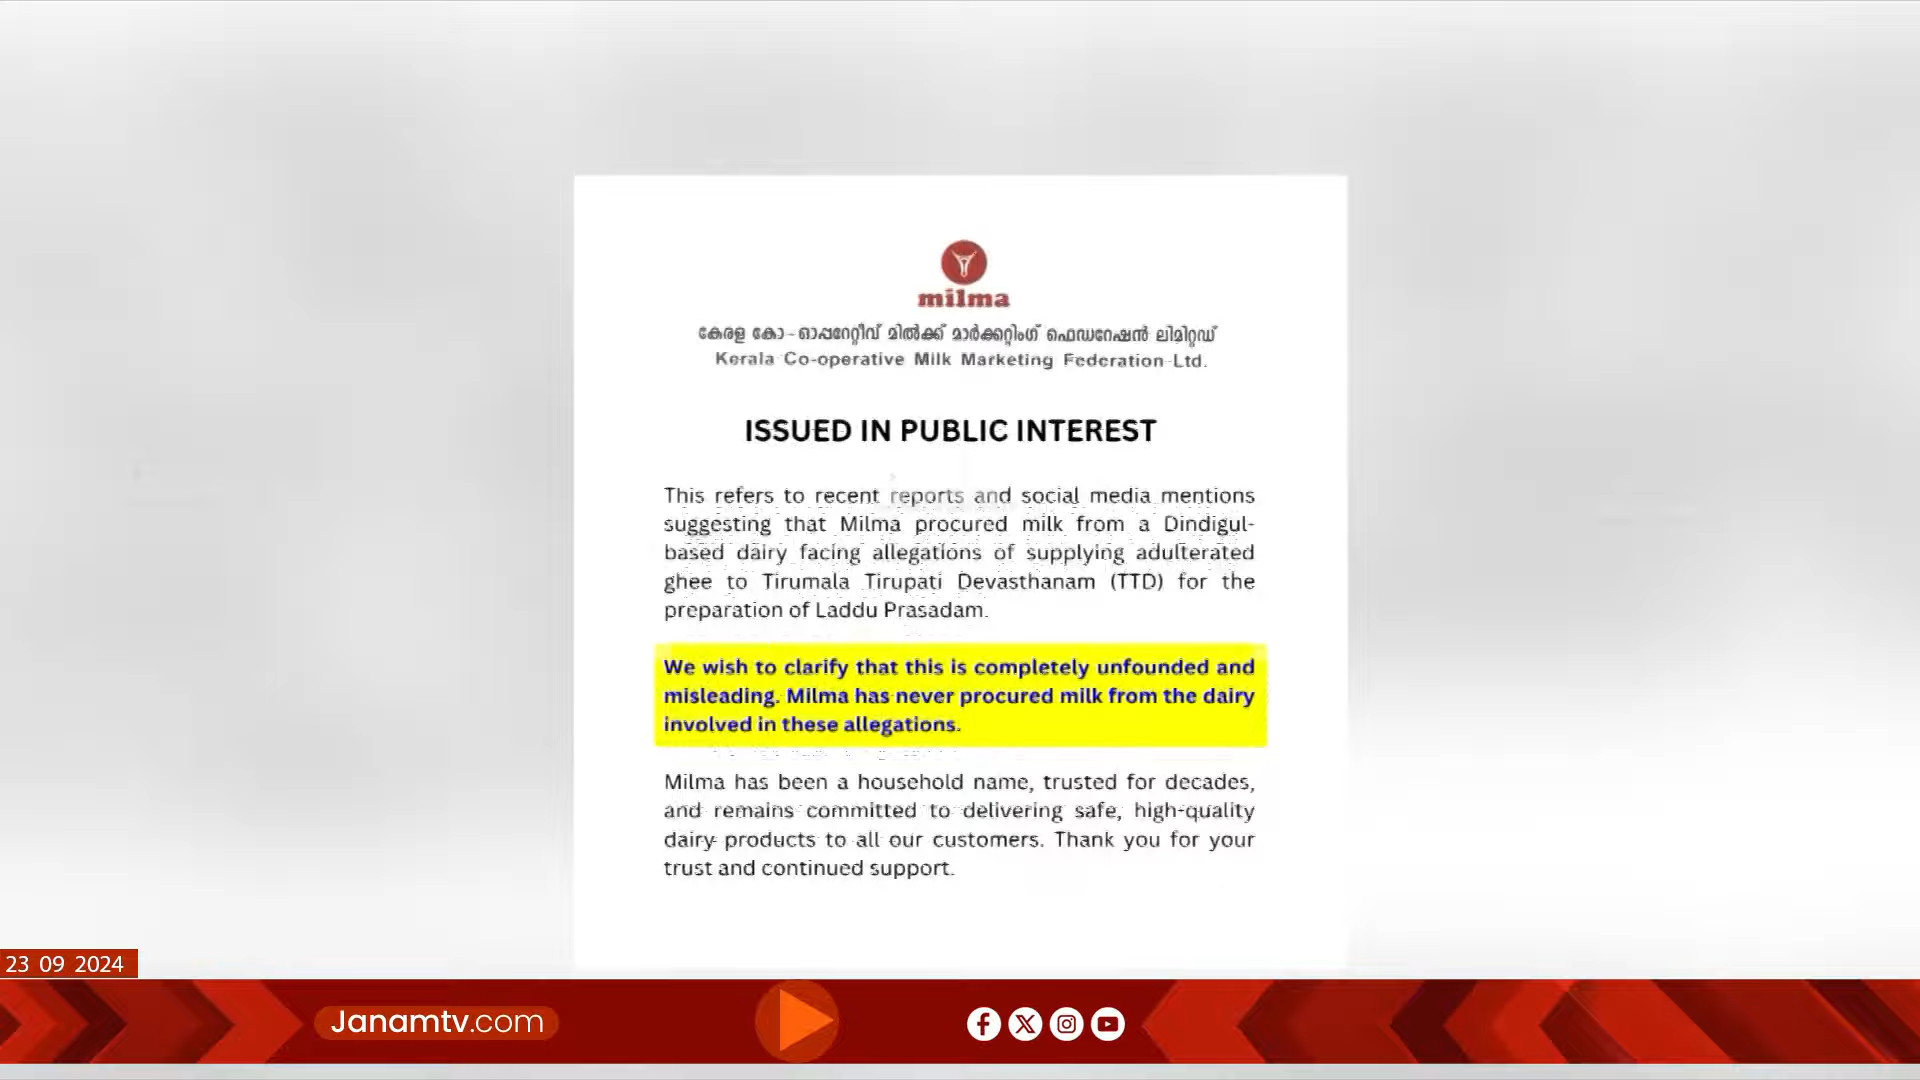 milma
കേരള കോ-ഓപ്പറേറ്റീവ് മിൽക്ക് മാർക്കറ്റിംഗ് ഫെഡറേഷൻ ലിമിറ്റഡ്
Kerala Co-operative Milk Marketing Federation Ltd.
ISSUED IN PUBLIC INTEREST
This refers to recent reports and social media mentions
suggesting that Milma procured milk from a Dindigul-
based dairy facing allegations of supplying adulterated
ghee to Tirumala Tirupati Devasthanam (TTD) for the
preparation of Laddu Prasadam.
We wish to clarify that this is completely unfounded and
misleading. Milma has never procured milk from the dairy
involved in these allegations.
Milma has been a household name, trusted for decades,
and remains committed to delivering safe, high-quality
dairy products to all our customers. Thank you for your
trust and continued support.
23 09 2024
Janamtv.com